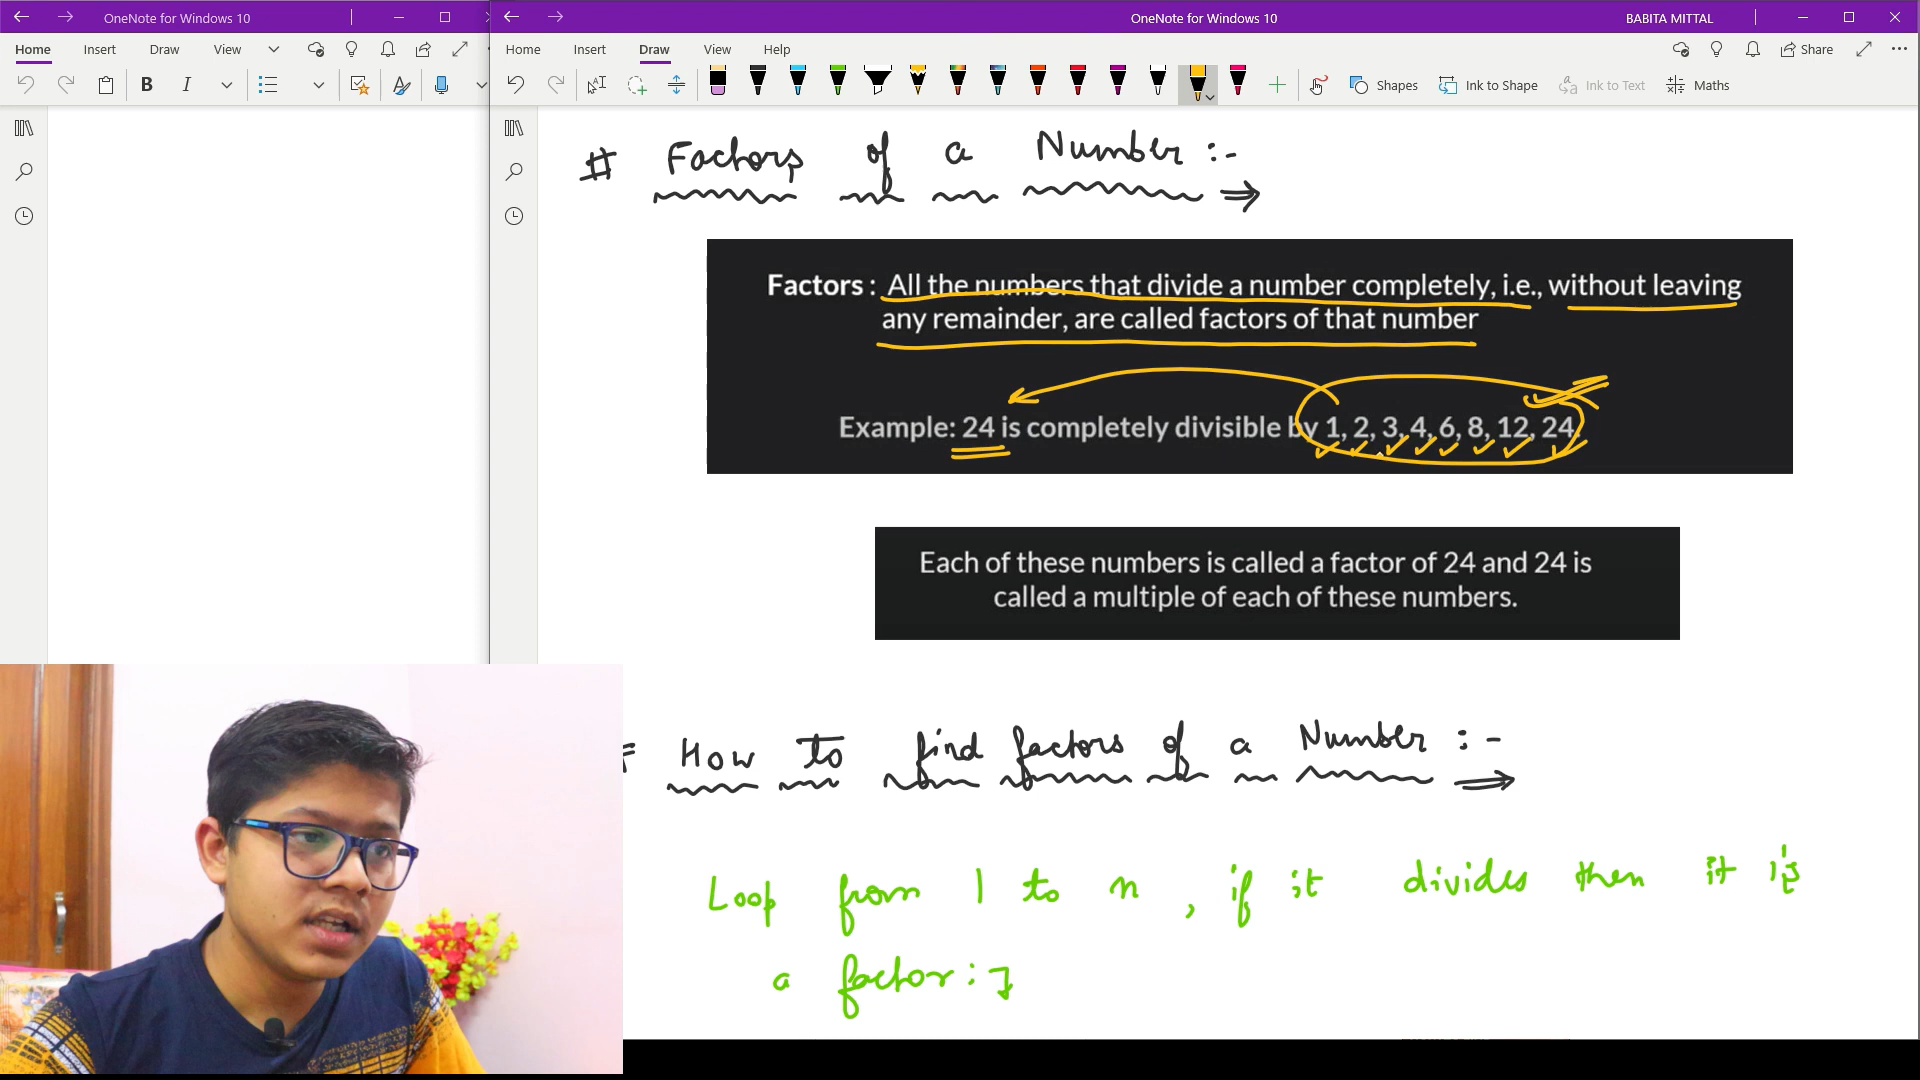 OneNote for Windows 10
OneNote for Windows 10
BABITA MITTAL
Home Insert Draw View
Home Insert Draw View Help
Share
B I
Shapes Ink to Shape Ink to Text Maths
# Factors of a Number :-
Factors : All the numbers that divide a number completely, i.e., without leaving
any remainder, are called factors of that number
Example: 24 is completely divisible by 1, 2, 3, 4, 6, 8, 12, 24
Each of these numbers is called a factor of 24 and 24 is
called a multiple of each of these numbers.
How to find factors of a Number :-
Loop from 1 to n , if it divides then it is
a factor :]